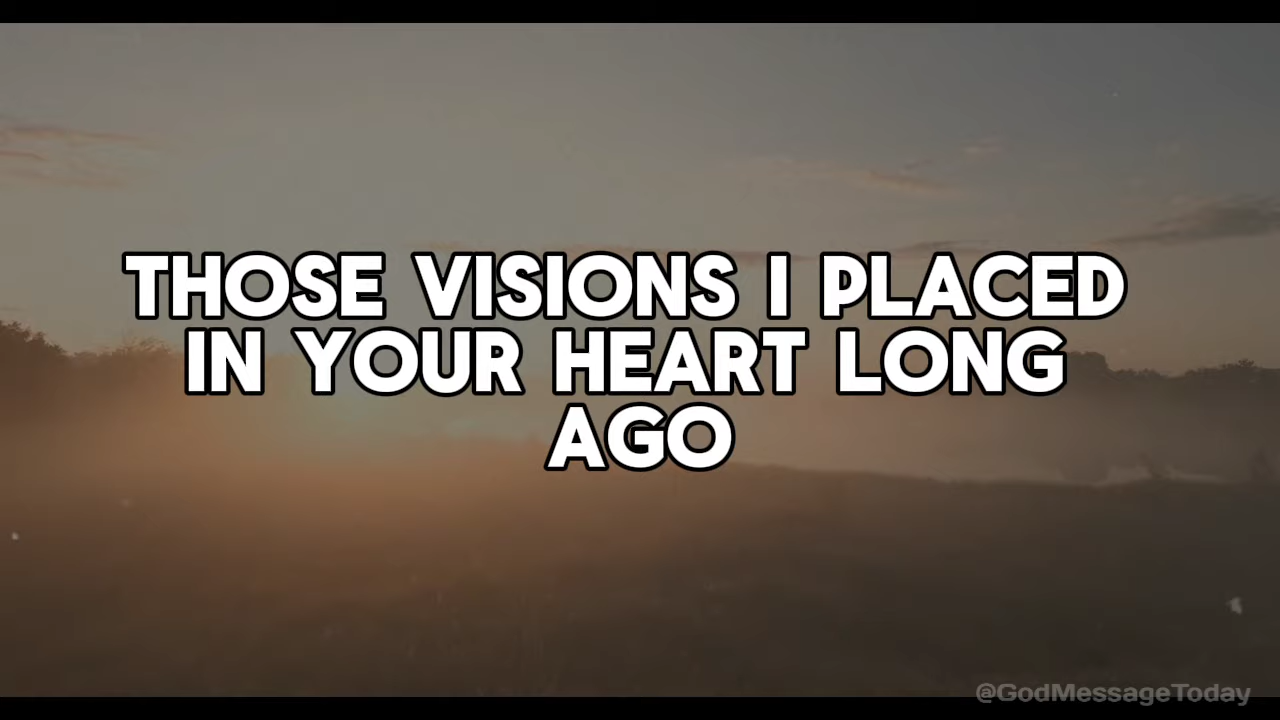 THOSE VISIONS I PLACED
IN YOUR HEART LONG
AGO
@GodMessageToday